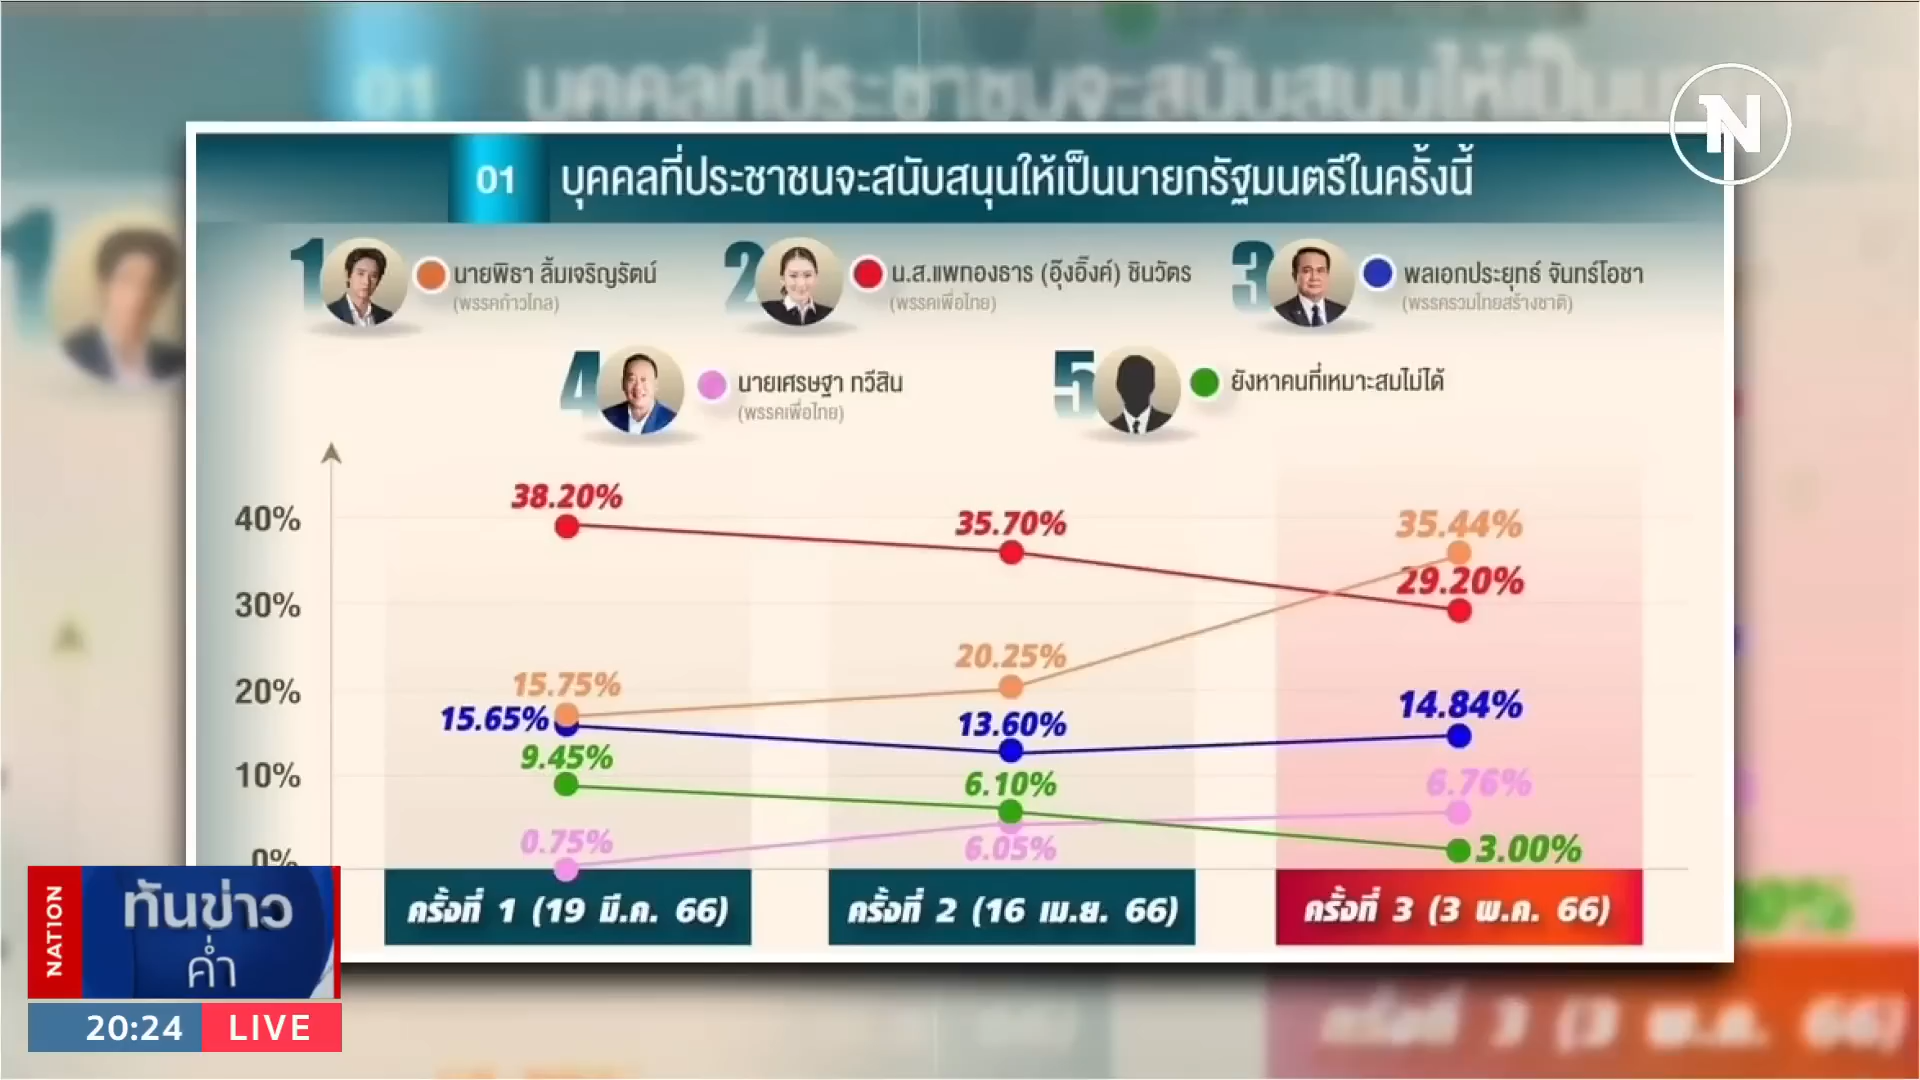 01 บุคคลที่ประชาชนจะสนับสนุนให้เป็นนายกรัฐมนตรีในครั้งนี้
N
1 นายพิธา ลิ้มเจริญรัตน์
(พรรคก้าวไกล)
2 น.ส.แพทองธาร (อุ๊งอิ๊งค์) ชินวัตร
(พรรคเพื่อไทย)
3 พลเอกประยุทธ์ จันทร์โอชา
(พรรครวมไทยสร้างชาติ)
4 นายเศรษฐา ทวีสิน
(พรรคเพื่อไทย)
5 ยังหาคนที่เหมาะสมไม่ได้
40%
30%
20%
10%
0%
38.20%
35.70%
29.20%
15.75%
20.25%
35.44%
15.65%
13.60%
14.84%
9.45%
6.10%
3.00%
0.75%
6.05%
6.76%
ครั้งที่ 1 (19 มี.ค. 66)
ครั้งที่ 2 (16 เม.ย. 66)
ครั้งที่ 3 (3 พ.ค. 66)
NATION
ทันข่าว
ค่ำ
20:24 LIVE